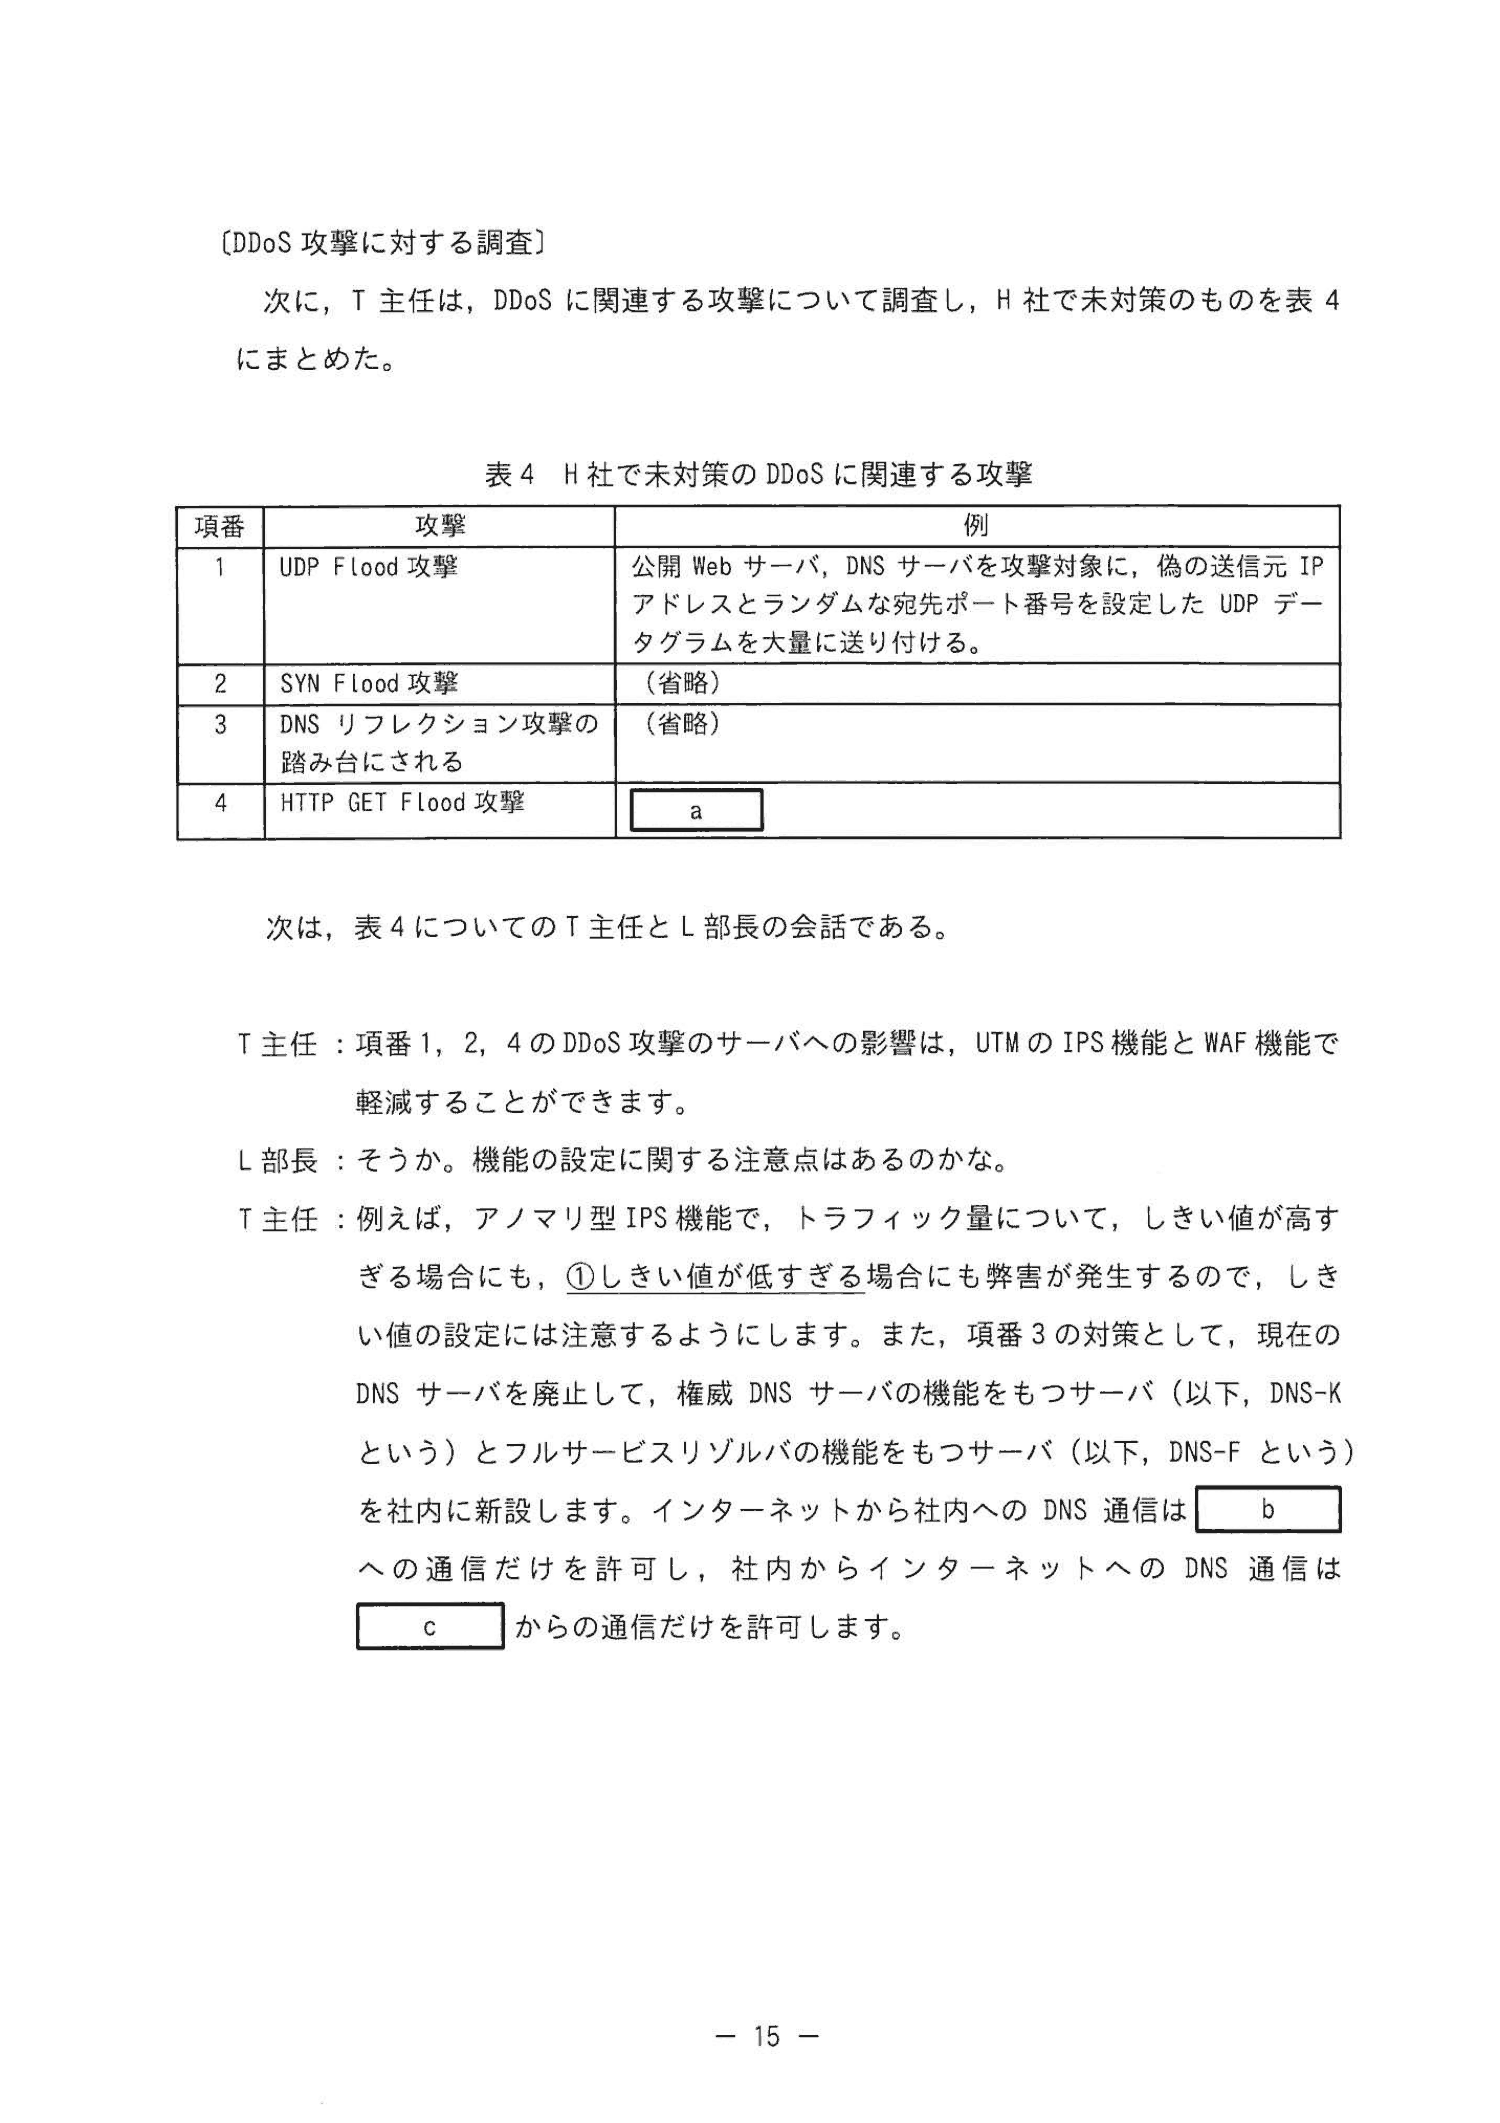 〔DDoS 攻撃に対する調査〕
次に，T 主任は，DDoS に関連する攻撃について調査し，H 社で未対策のものを表 4
にまとめた。
表 4　H 社で未対策の DDoS に関連する攻撃
項番　攻撃　例
1　UDP Flood 攻撃　公開 Web サーバ，DNS サーバを攻撃対象に，偽の送信元 IP
アドレスとランダムな宛先ポート番号を設定した UDP デー
タグラムを大量に送り付ける。
2　SYN Flood 攻撃　（省略）
3　DNS リフレクション攻撃の　（省略）
踏み台にされる
4　HTTP GET Flood 攻撃　a
次は，表 4 についての T 主任と L 部長の会話である。
T 主任 ：項番 1，2，4 の DDoS 攻撃のサーバへの影響は，UTM の IPS 機能と WAF 機能で
軽減することができます。
L 部長 ：そうか。機能の設定に関する注意点はあるのかな。
T 主任 ：例えば，アノマリ型 IPS 機能で，トラフィック量について，しきい値が高す
ぎる場合にも，①しきい値が低すぎる場合にも弊害が発生するので，しき
い値の設定には注意するようにします。また，項番 3 の対策として，現在の
DNS サーバを廃止して，権威 DNS サーバの機能をもつサーバ（以下，DNS-K
という）とフルサービスリゾルバの機能をもつサーバ（以下，DNS-F という）
を社内に新設します。インターネットから社内への DNS 通信は b
への通信だけを許可し，社内からインターネットへの DNS 通信は
c からの通信だけを許可します。
－ 15 －